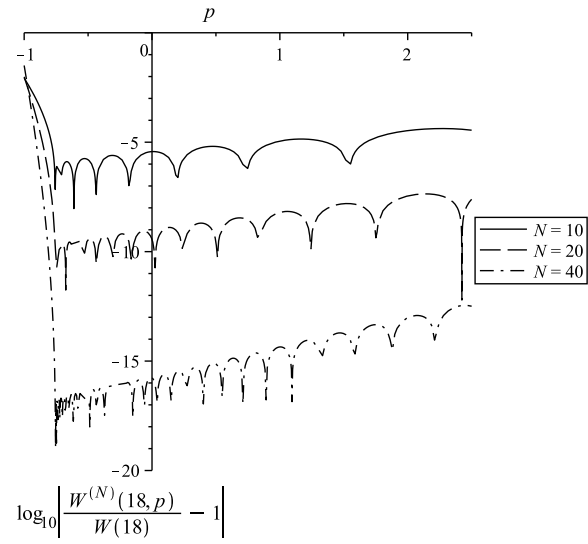 p
−1 0 1 2
−5
−10
−15
−20
N = 10
N = 20
N = 40
log₁₀ | W⁽ᴺ⁾(18, p) / W(18) − 1 |